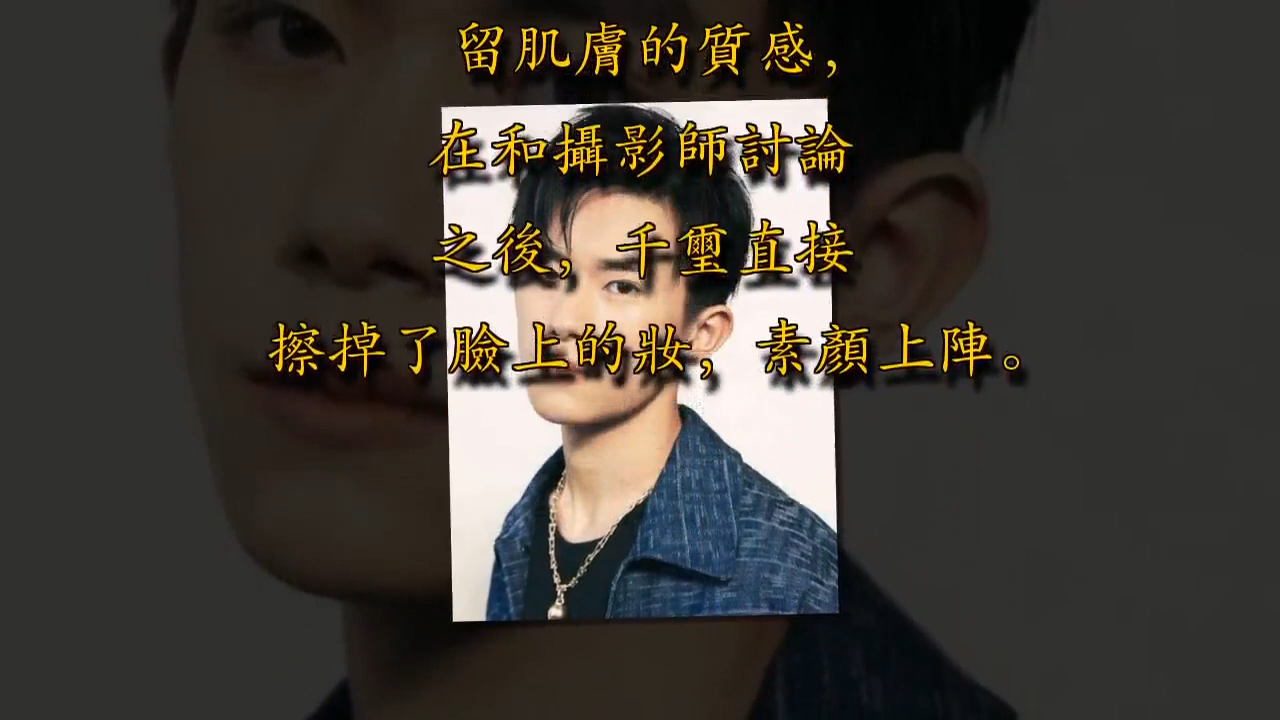 留肌膚的質感，
在和攝影師討論
之後，千璽直接
擦掉了臉上的妝，素顏上陣。